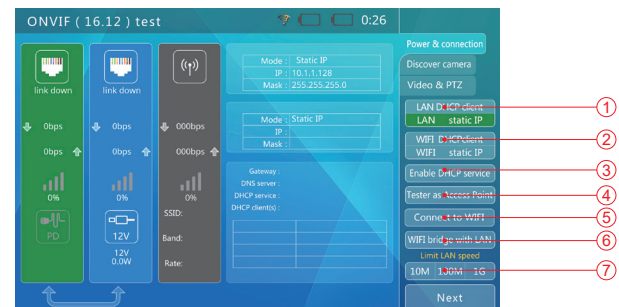 ONVIF ( 16.12 ) test
0:26
Power & connection
Discover camera
Video & PTZ
link down
link down
0bps
0bps
000bps
0bps
0bps
000bps
0%
0%
0%
PD
12V
12V
0.0W
SSID:
Band:
Rate:
Mode : Static IP
IP : 10.1.1.128
Mask : 255.255.255.0
Mode : Static IP
IP :
Mask :
Gateway :
DNS server :
DHCP service :
DHCP client(s) :
LAN DHCP client
LAN static IP
WIFI DHCP client
WIFI static IP
Enable DHCP service
Tester as Access Point
Connect to WIFI
WIFI bridge with LAN
Limit LAN speed
10M 100M 1G
Next
1
2
3
4
5
6
7